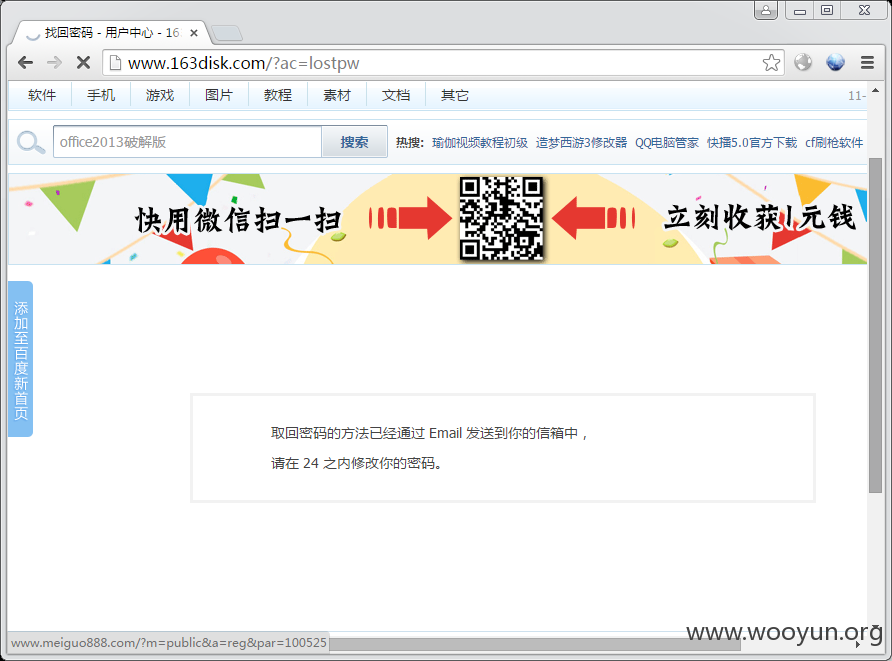 找回密码 - 用户中心 - 16
www.163disk.com/?ac=lostpw
软件 手机 游戏 图片 教程 素材 文档 其它 11-
office2013破解版 搜索 热搜: 瑜伽视频教程初级 造梦西游3修改器 QQ电脑管家 快播5.0官方下载 cf刷枪软件
快用微信扫一扫 立刻收获1元钱
添加至百度新首页
取回密码的方法已经通过 Email 发送到你的信箱中，
请在 24 之内修改你的密码。
www.wooyun.org
www.meiguo888.com/?m=public&a=reg&par=100525